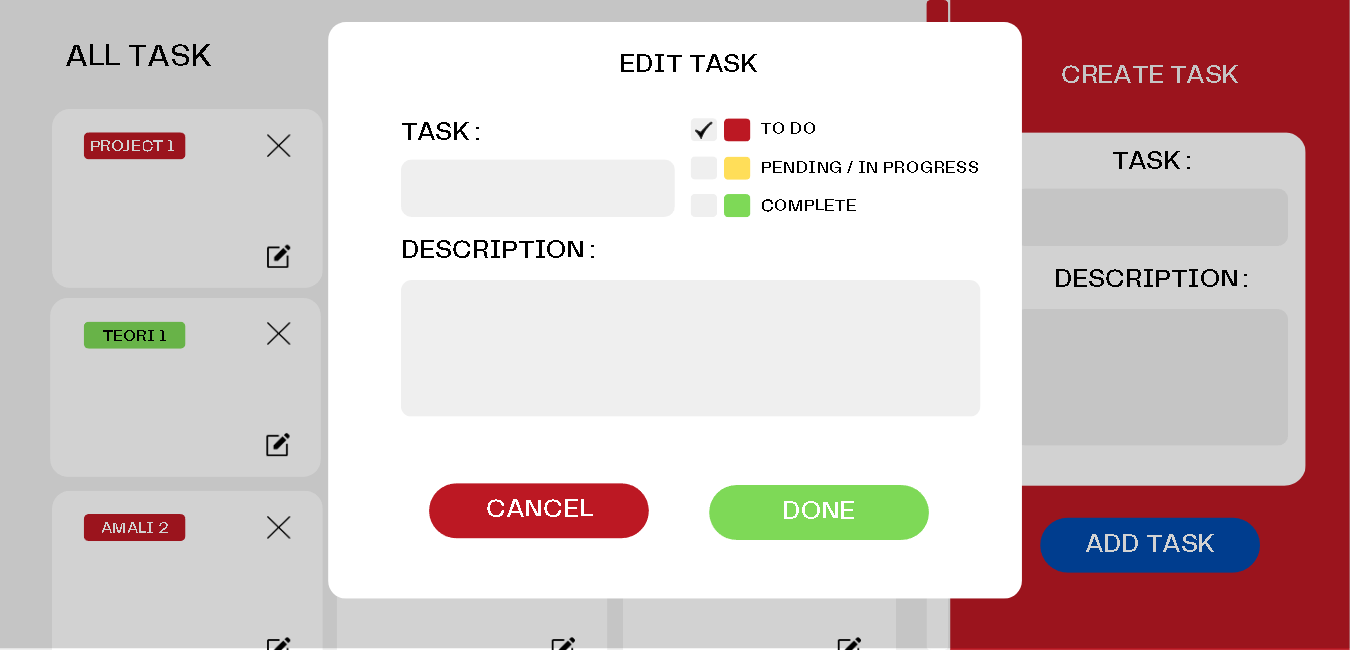 ALL TASK
PROJECT 1
TEORI 1
AMALI 2
EDIT TASK
TASK :
TO DO
PENDING / IN PROGRESS
COMPLETE
DESCRIPTION :
CANCEL
DONE
CREATE TASK
TASK :
DESCRIPTION :
ADD TASK